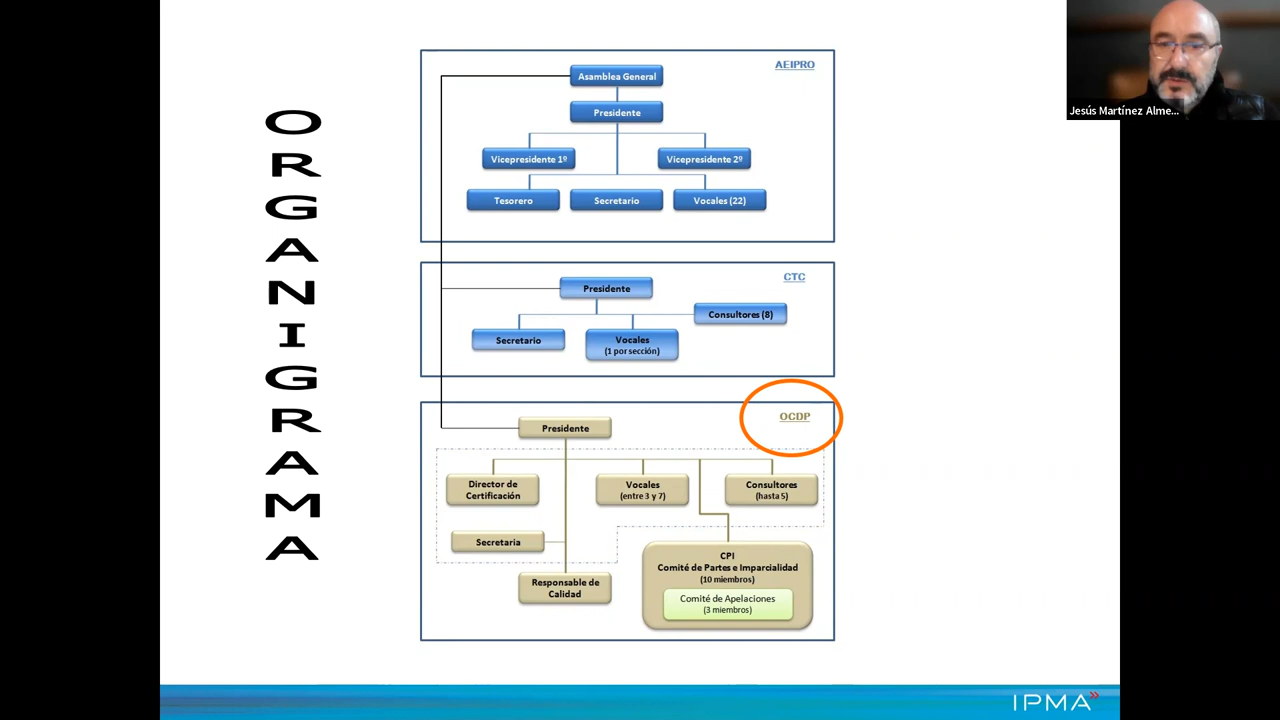 ORGANIGRAMA
AEIPRO
Asamblea General
Presidente
Vicepresidente 1º
Vicepresidente 2º
Tesorero
Secretario
Vocales (22)
CTC
Presidente
Consultores (8)
Secretario
Vocales
(1 por sección)
OCDP
Presidente
Director de
Certificación
Vocales
(entre 3 y 7)
Consultores
(hasta 5)
Secretaria
Responsable de
Calidad
CPI
Comité de Partes e Imparcialidad
(10 miembros)
Comité de Apelaciones
(3 miembros)
Jesús Martínez Alme...
IPMA